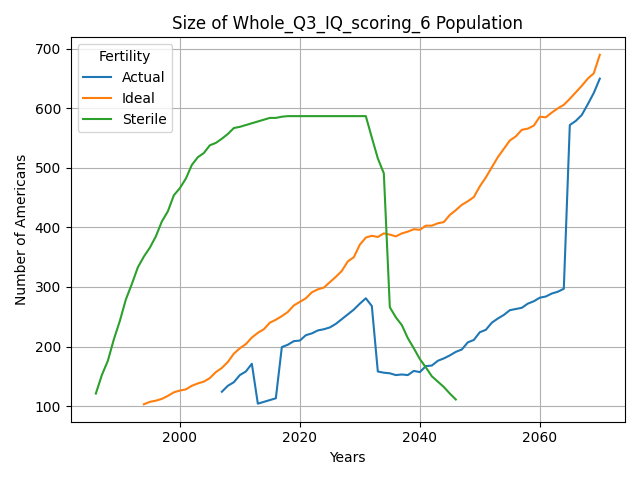 Size of Whole_Q3_IQ_scoring_6 Population
Fertility
Actual
Ideal
Sterile
Number of Americans
700
600
500
400
300
200
100
2000
2020
2040
2060
Years